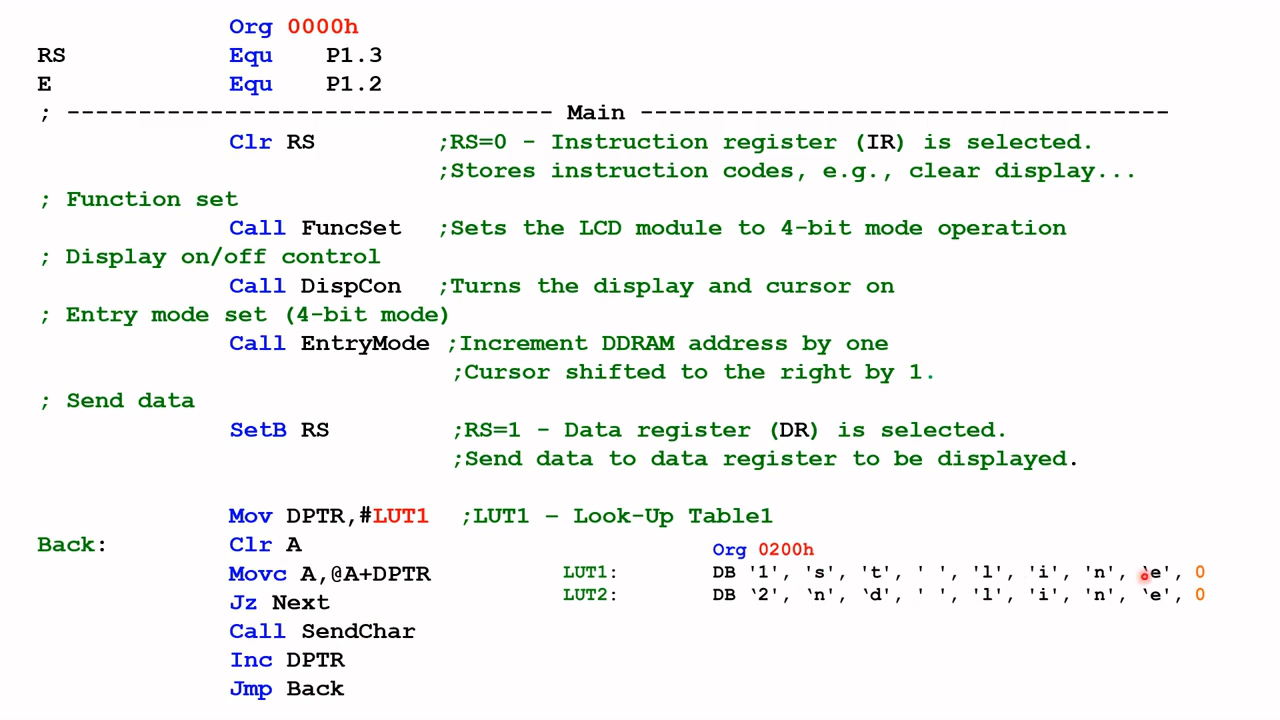 Org 0000h
RS Equ P1.3
E Equ P1.2
; ---------------------------------- Main -------------------------------------
Clr RS ;RS=0 - Instruction register (IR) is selected.
;Stores instruction codes, e.g., clear display...
; Function set
Call FuncSet ;Sets the LCD module to 4-bit mode operation
; Display on/off control
Call DispCon ;Turns the display and cursor on
; Entry mode set (4-bit mode)
Call EntryMode ;Increment DDRAM address by one
;Cursor shifted to the right by 1.
; Send data
SetB RS ;RS=1 - Data register (DR) is selected.
;Send data to data register to be displayed.
Mov DPTR,#LUT1 ;LUT1 – Look-Up Table1
Back: Clr A
Movc A,@A+DPTR
Jz Next
Call SendChar
Inc DPTR
Jmp Back
Org 0200h
LUT1: DB '1', 's', 't', ' ', 'l', 'i', 'n', ‘e', 0
LUT2: DB ‘2', ‘n', ‘d', ' ', 'l', 'i', 'n', ‘e', 0